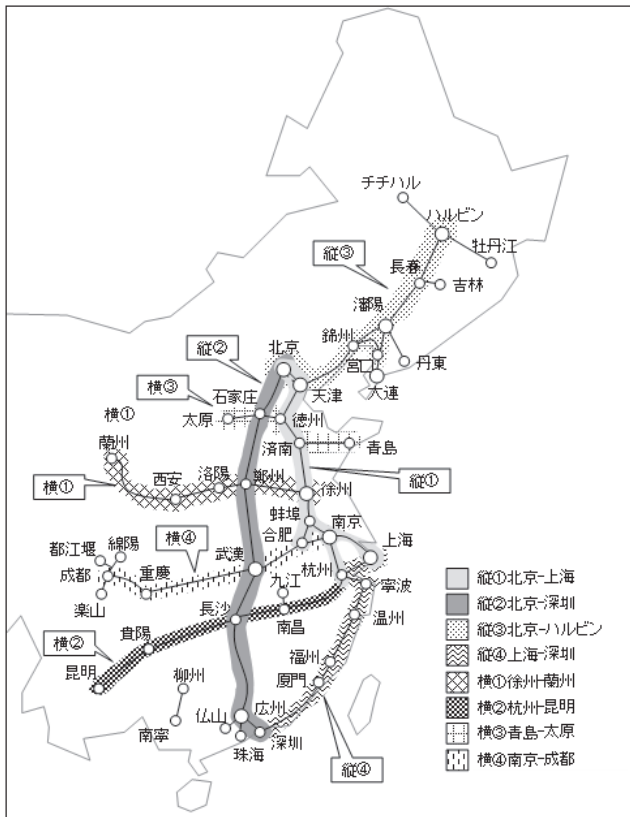 チチハル
ハルビン
牡丹江
縦③
長春
吉林
瀋陽
錦州
営口
丹東
大連
北京
縦②
天津
横③
石家庄
太原
徳州
横①
済南
青島
蘭州
洛陽
鄭州
西安
徐州
縦①
横①
蚌埠
南京
合肥
上海
横④
綿陽
都江堰
武漢
杭州
成都
重慶
九江
寧波
楽山
長沙
南昌
温州
貴陽
横②
福州
昆明
柳州
厦門
広州
仏山
南寧
深圳
珠海
縦④
縦①北京-上海
縦②北京-深圳
縦③北京-ハルビン
縦④上海-深圳
横①徐州-蘭州
横②杭州-昆明
横③青島-太原
横④南京-成都